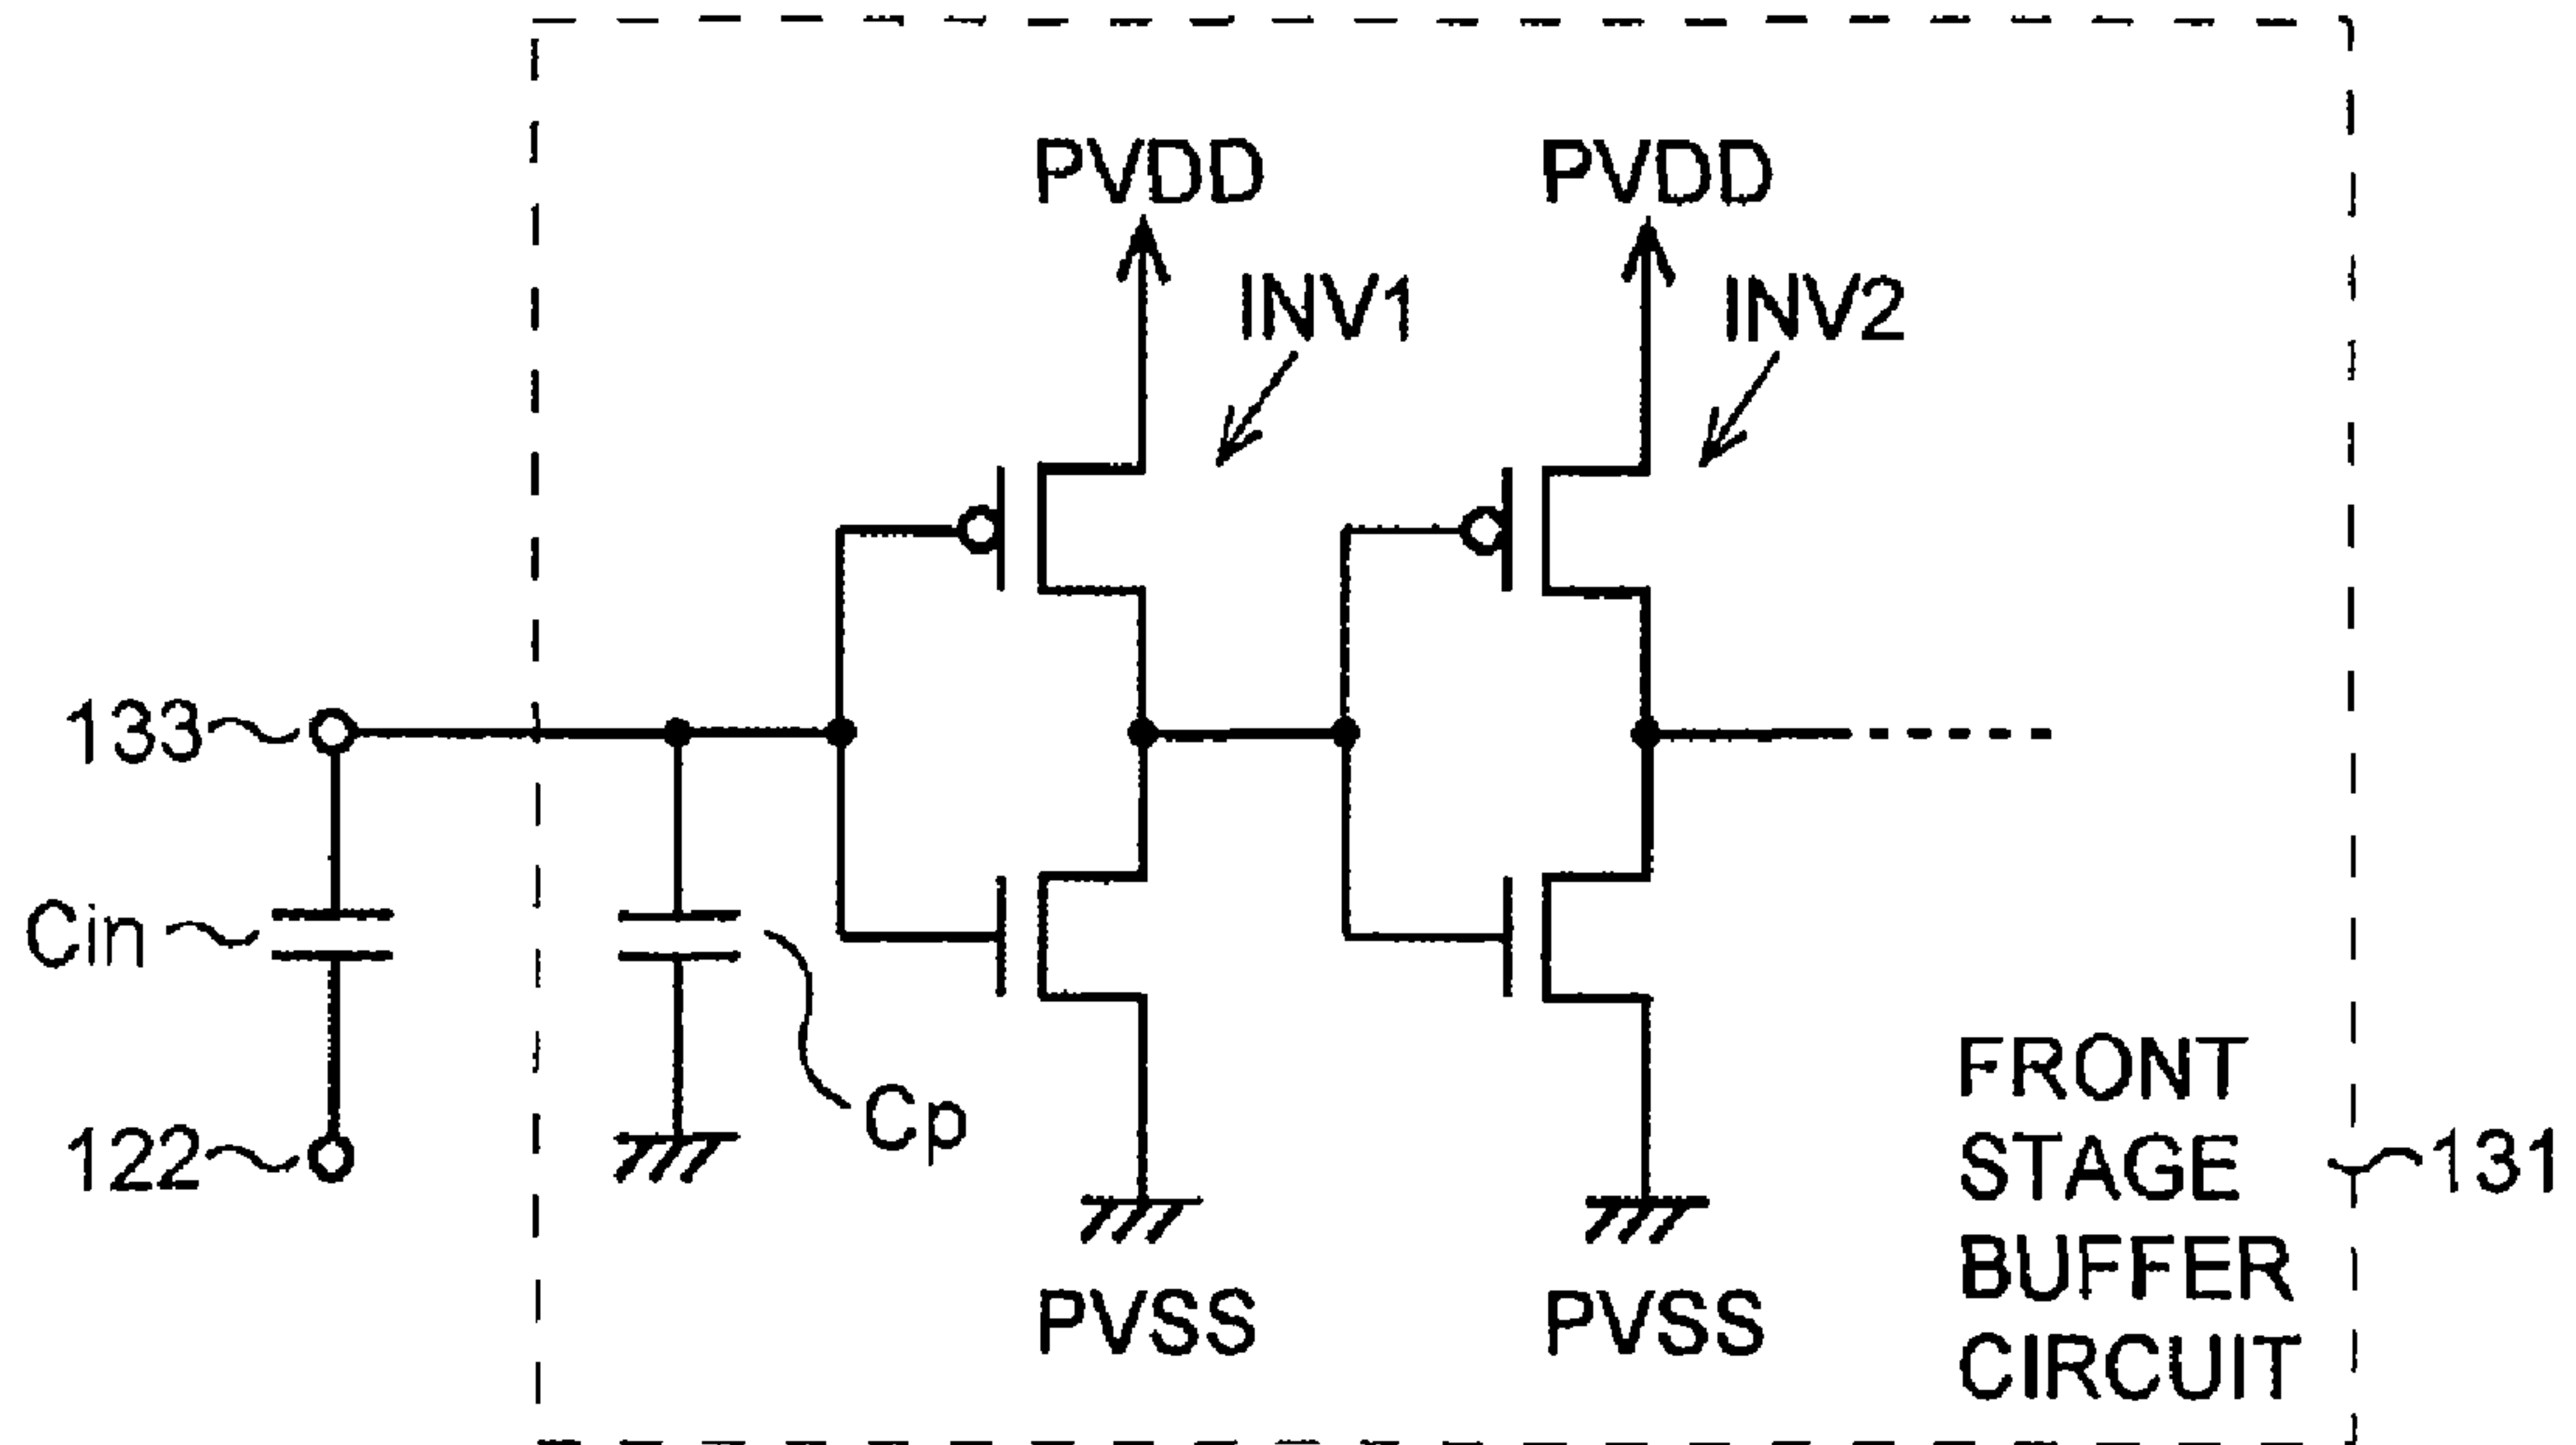 PVDD
PVDD
INV1
INV2
133
Cin
Cp
122
FRONT
STAGE
BUFFER
CIRCUIT
131
PVSS
PVSS